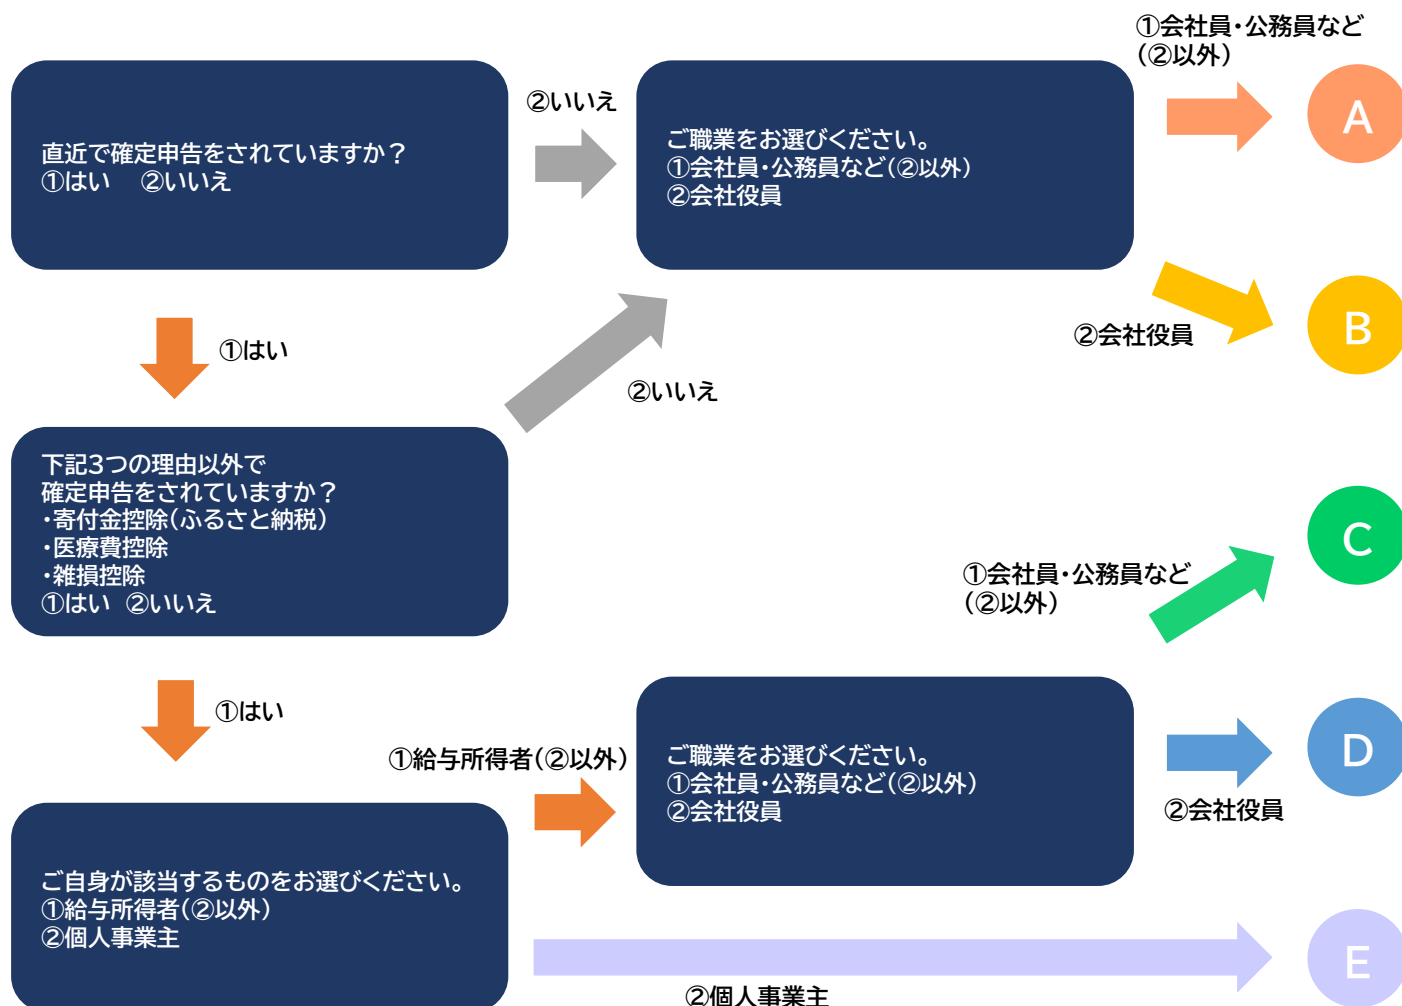 ①会社員・公務員など
(②以外)
直近で確定申告をされていますか?
①はい　②いいえ
②いいえ
ご職業をお選びください。
①会社員・公務員など(②以外)
②会社役員
A
②会社役員
B
①はい
②いいえ
下記3つの理由以外で
確定申告をされていますか?
・寄付金控除(ふるさと納税)
・医療費控除
・雑損控除
①はい　②いいえ
①会社員・公務員など
(②以外)
C
①はい
①給与所得者(②以外)
ご職業をお選びください。
①会社員・公務員など(②以外)
②会社役員
②会社役員
D
ご自身が該当するものをお選びください。
①給与所得者(②以外)
②個人事業主
②個人事業主
E